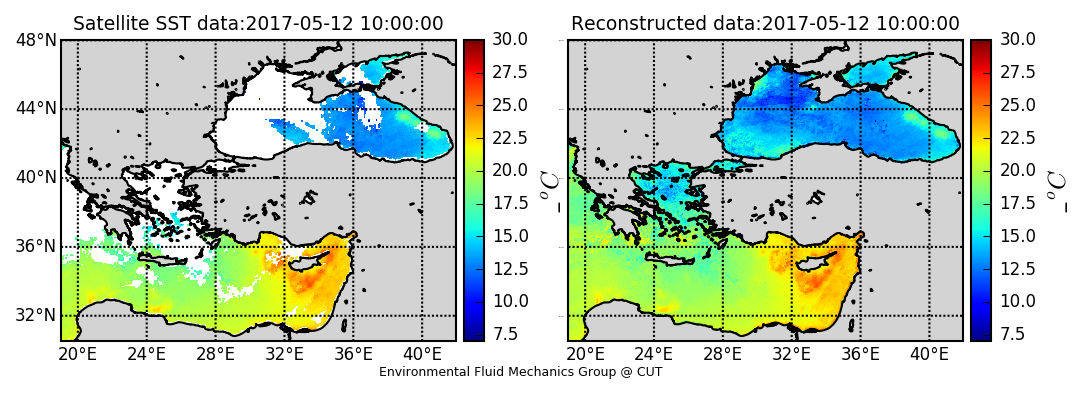 Satellite SST data:2017-05-12 10:00:00
48°N
44°N
40°N
36°N
32°N
20°E 24°E 28°E 32°E 36°E 40°E
30.0
27.5
25.0
22.5
20.0
17.5
15.0
12.5
10.0
7.5
_°C
Reconstructed data:2017-05-12 10:00:00
20°E 24°E 28°E 32°E 36°E 40°E
30.0
27.5
25.0
22.5
20.0
17.5
15.0
12.5
10.0
7.5
_°C
Environmental Fluid Mechanics Group @ CUT